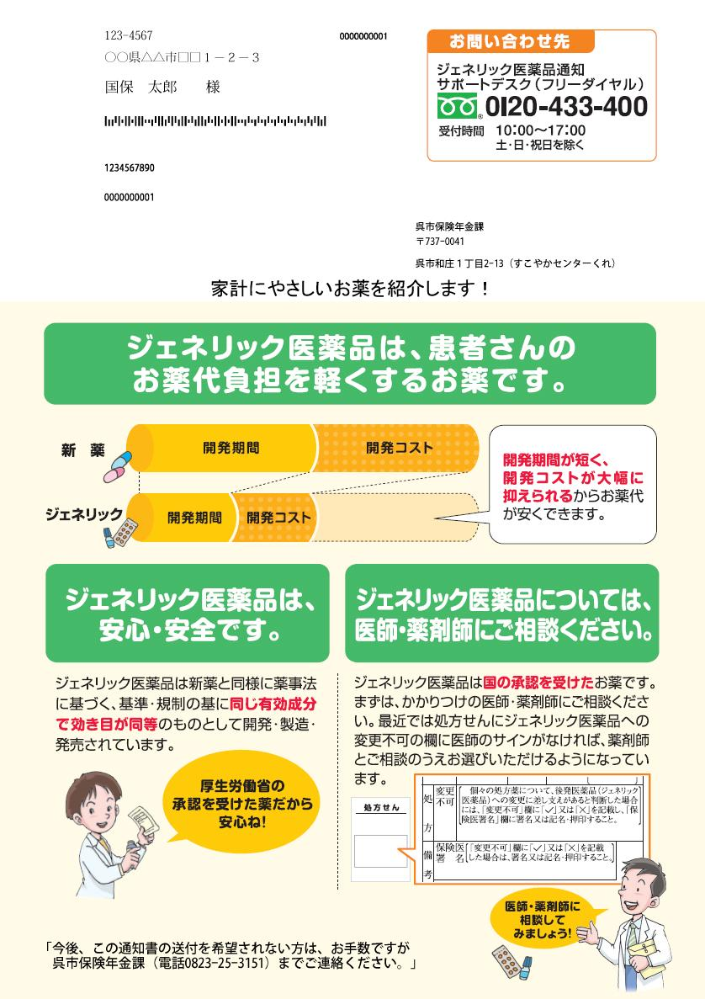 123-4567
0000000001
○○県△△市□□１－２－３
国保　太郎　　様
1234567890
0000000001
お問い合わせ先
ジェネリック医薬品通知
サポートデスク（フリーダイヤル）
0120-433-400
受付時間　10:00～17:00
土・日・祝日を除く
呉市保険年金課
〒737-0041
呉市和庄１丁目2-13（すこやかセンターくれ）
家計にやさしいお薬を紹介します！
ジェネリック医薬品は、患者さんの
お薬代負担を軽くするお薬です。
新　薬
開発期間
開発コスト
ジェネリック
開発期間
開発コスト
開発期間が短く、
開発コストが大幅に
抑えられるからお薬代
が安くできます。
ジェネリック医薬品は、
安心・安全です。
ジェネリック医薬品は新薬と同様に薬事法
に基づく、基準・規制の基に同じ有効成分
で効き目が同等のものとして開発・製造・
発売されています。
厚生労働省の
承認を受けた薬だから
安心ね！
ジェネリック医薬品については、
医師・薬剤師にご相談ください。
ジェネリック医薬品は国の承認を受けたお薬です。
まずは、かかりつけの医師・薬剤師にご相談くださ
い。最近では処方せんにジェネリック医薬品への
変更不可の欄に医師のサインがなければ、薬剤師
とご相談のうえお選びいただけるようになってい
ます。
処方せん
処方
変更不可
個々の処方薬について、後発医薬品（ジェネリック
医薬品）への変更に差し支えがあると判断した場合
には、「変更不可」欄に「✓」又は「×」を記載し、「保
険医署名」欄に署名又は記名・押印すること。
備考
保険医署名
「変更不可」欄に「✓」又は「×」を記載
した場合は、署名又は記名・押印すること。
医師・薬剤師に
相談して
みましょう！
「今後、この通知書の送付を希望されない方は、お手数ですが
呉市保険年金課（電話0823-25-3151）までご連絡ください。」